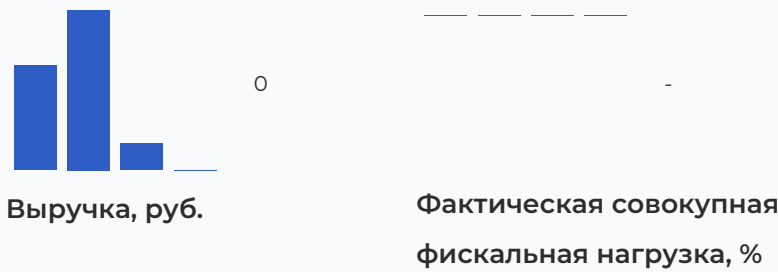 0
-
Выручка, руб.
Фактическая совокупная
фискальная нагрузка, %